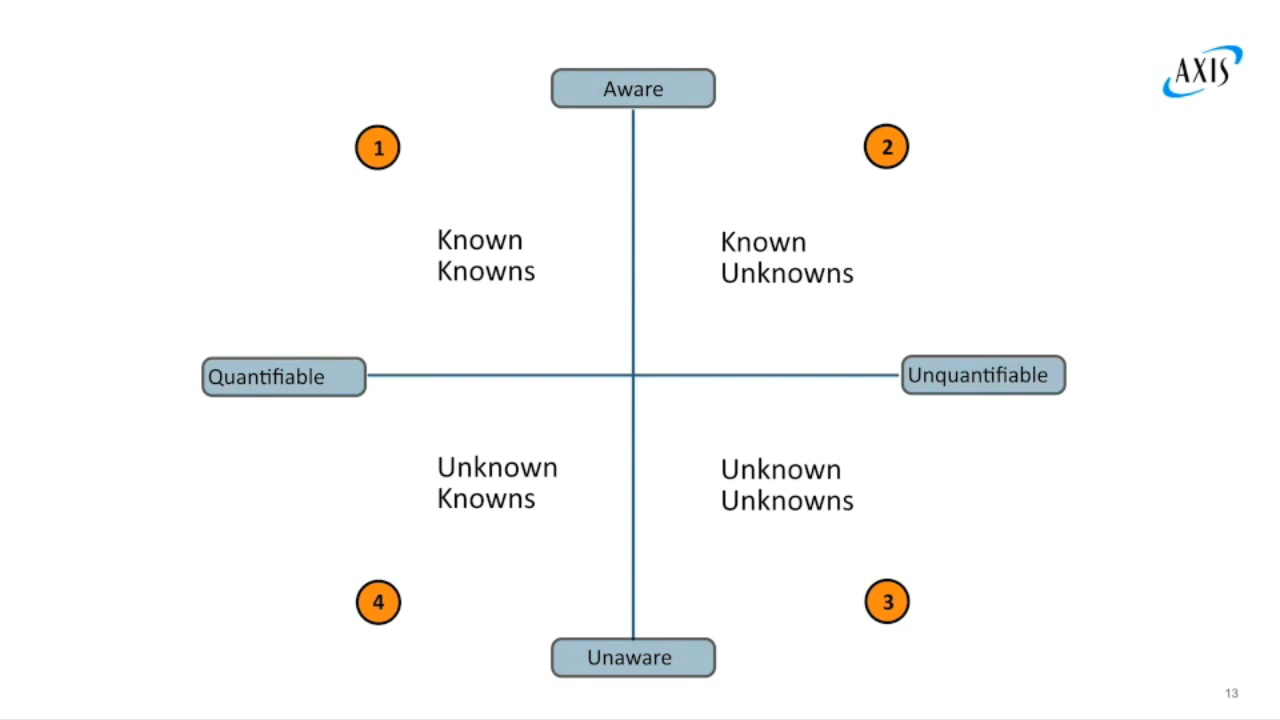 AXIS
Aware
1
2
Known
Knowns
Known
Unknowns
Quantifiable
Unquantifiable
Unknown
Knowns
Unknown
Unknowns
4
3
Unaware
13